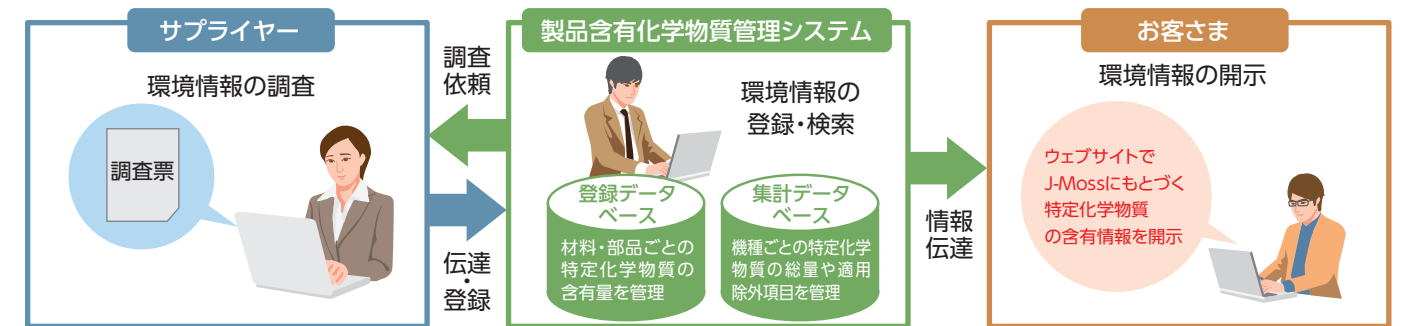 サプライヤー
環境情報の調査
調査票
調査
依頼
伝達
・
登録
製品含有化学物質管理システム
環境情報の
登録・検索
登録データ
ベース
材料・部品ごとの
特定化学物質の
含有量を管理
集計データ
ベース
機種ごとの特定化学
物質の総量や適用
除外項目を管理
情報
伝達
お客さま
環境情報の開示
ウェブサイトで
J-Mossにもとづく
特定化学物質
の含有情報を開示